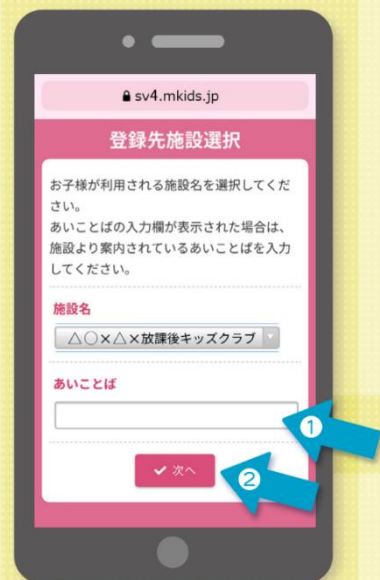 sv4.mkids.jp
登録先施設選択
お子様が利用される施設名を選択してくだ
さい。
あいことばの入力欄が表示された場合は、
施設より案内されているあいことばを入力
してください。
施設名
△○×△×放課後キッズクラブ
あいことば
1
次へ
2